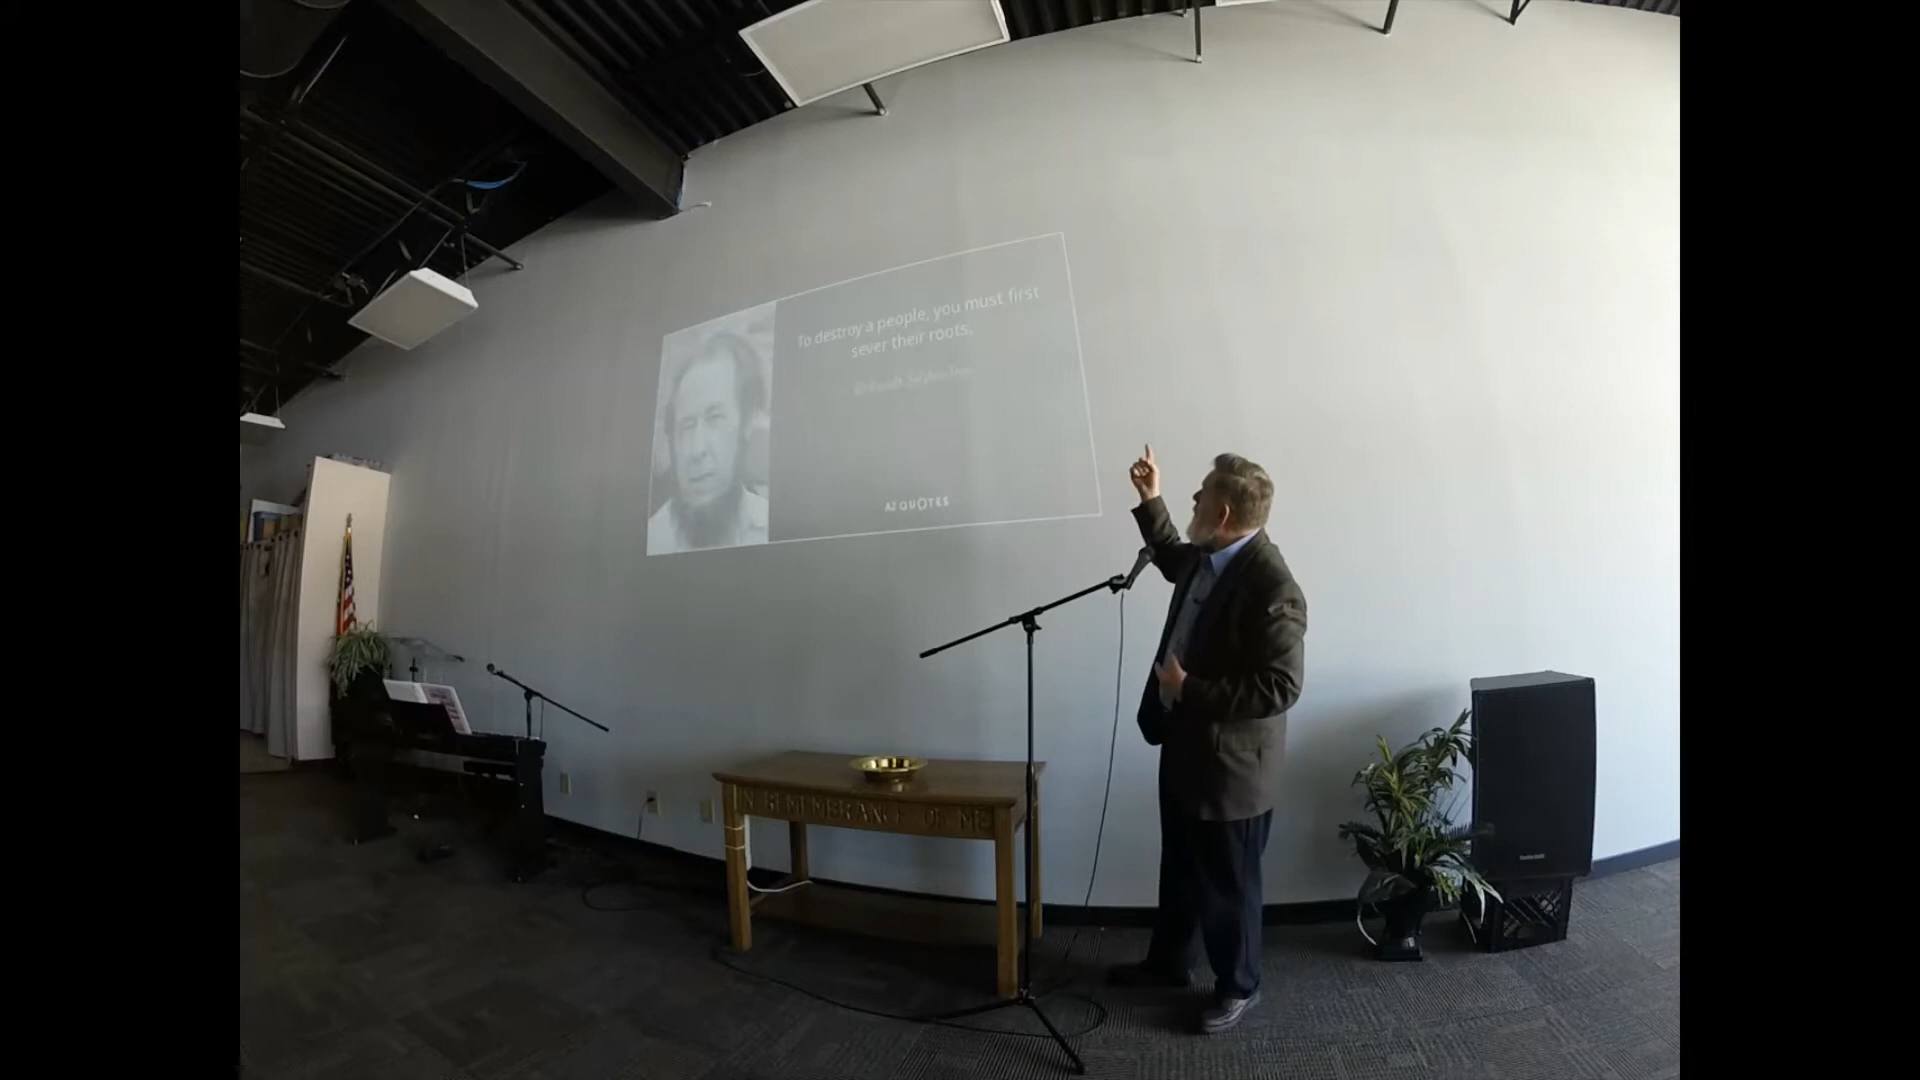 To destroy a people, you must first
sever their roots.
AZ QUOTES
IN REMEMBRANCE OF ME